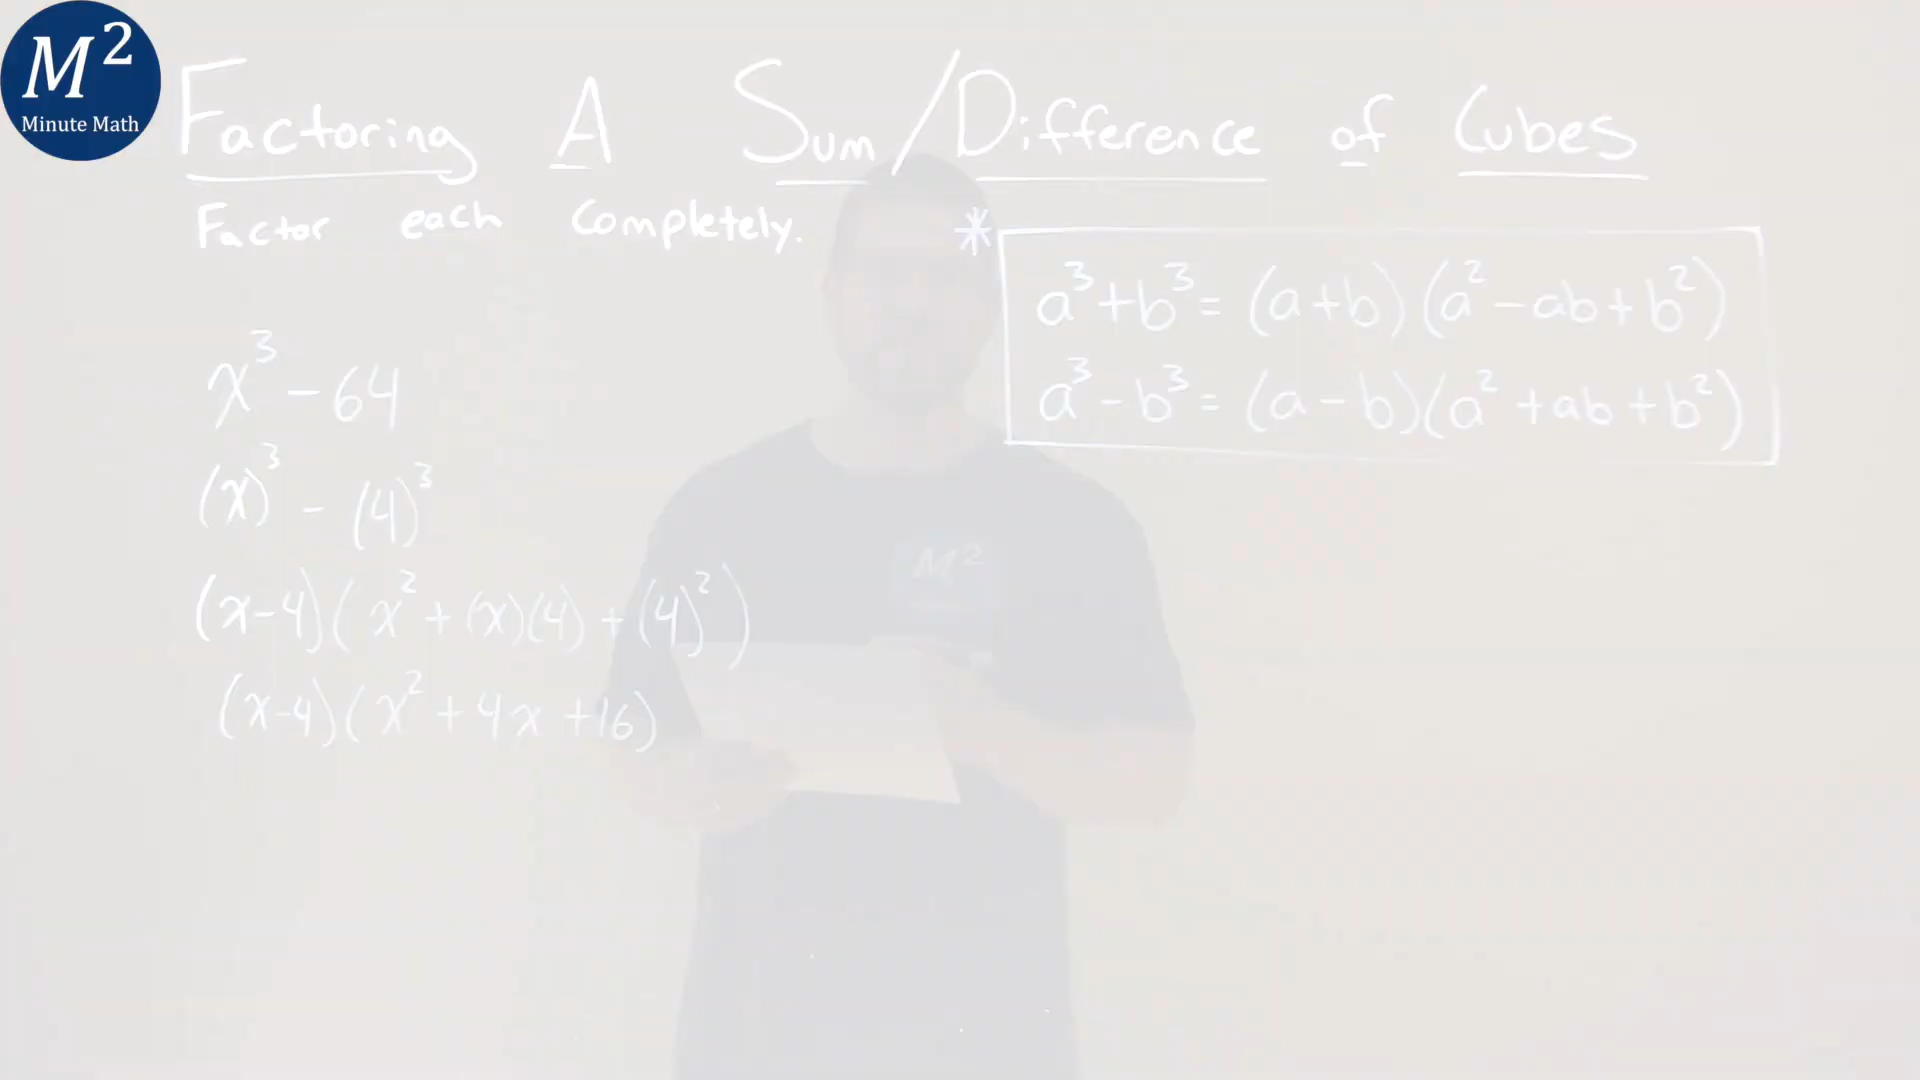 M²
Minute Math
Factoring A Sum/Difference of Cubes
Factor each completely.
*
a³+b³= (a+b)(a²-ab+b²)
a³-b³= (a-b)(a²+ab+b²)
x³-64
(x)³-(4)³
(x-4)(x²+(x)(4)+(4)²)
(x-4)(x²+4x+16)
M²